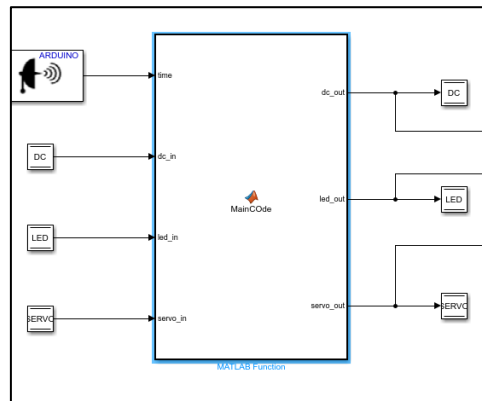 ARDUINO
time
dc_out
DC
DC
dc_in
MainCOde
led_out
LED
LED
led_in
servo_out
SERVO
SERVO
servo_in
MATLAB Function